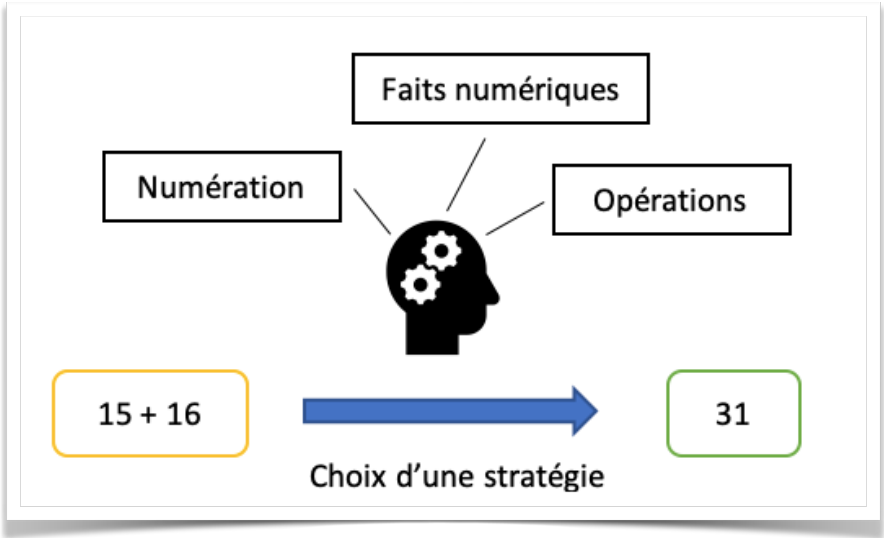 Faits numériques
Numération
Opérations
15 + 16
31
Choix d’une stratégie